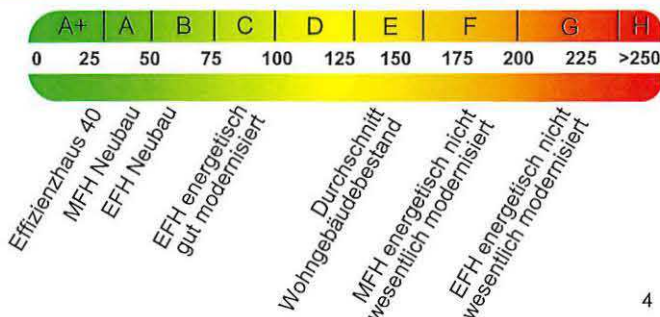 A+ A B C D E F G H
0 25 50 75 100 125 150 175 200 225 >250
Effizienzhaus 40
MFH Neubau
EFH Neubau
EFH energetisch
gut modernisiert
Durchschnitt
Wohngebäudebestand
MFH energetisch nicht
wesentlich modernisiert
EFH energetisch nicht
wesentlich modernisiert
4